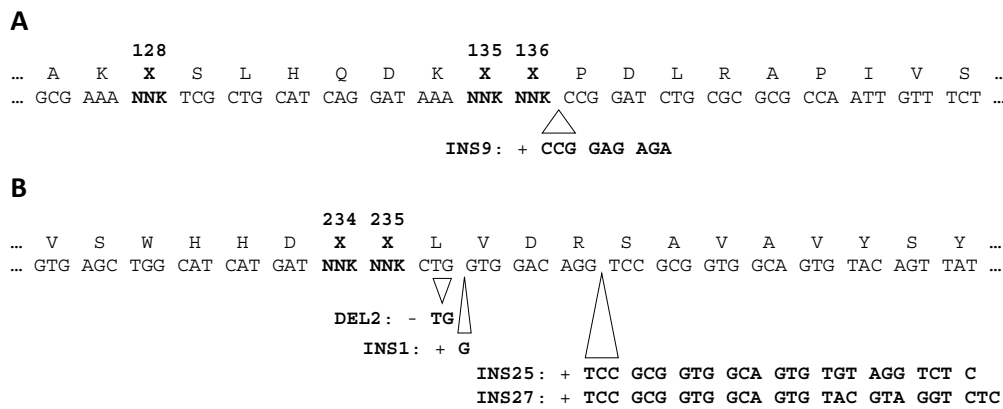 A
128 135 136
... A K X S L H Q D K X X P D L R A P I V S ...
... GCG AAA NNK TCG CTG CAT CAG GAT AAA NNK NNK CCG GAT CTG CGC GCG CCA ATT GTT TCT ...
INS9: + CCG GAG AGA
B
234 235
... V S W H H D X X L V D R S A V A V Y S Y ...
... GTG AGC TGG CAT CAT GAT NNK NNK CTG GTG GAC AGG TCC GCG GTG GCA GTG TAC AGT TAT ...
DEL2: - TG
INS1: + G
INS25: + TCC GCG GTG GCA GTG TGT AGG TCT C
INS27: + TCC GCG GTG GCA GTG TAC GTA GGT CTC